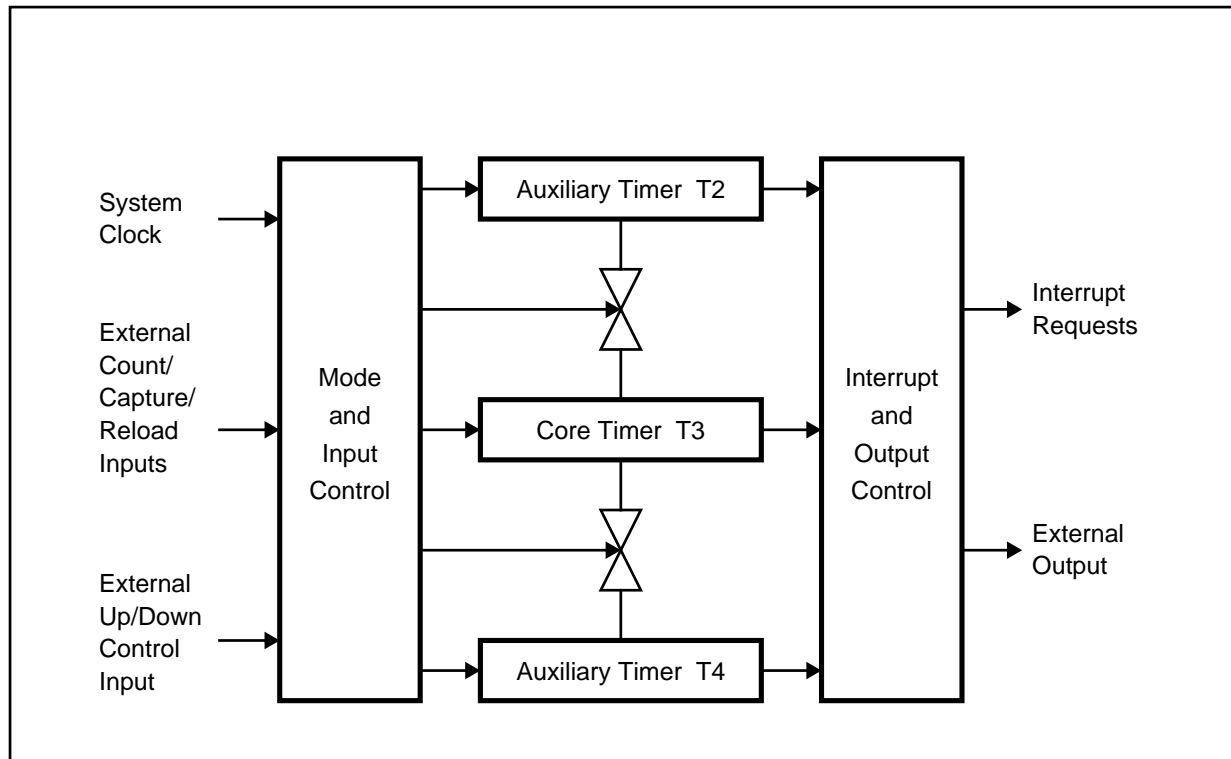 System
Clock
External
Count/
Capture/
Reload
Inputs
External
Up/Down
Control
Input
Mode
and
Input
Control
Auxiliary Timer T2
Core Timer T3
Auxiliary Timer T4
Interrupt
and
Output
Control
Interrupt
Requests
External
Output